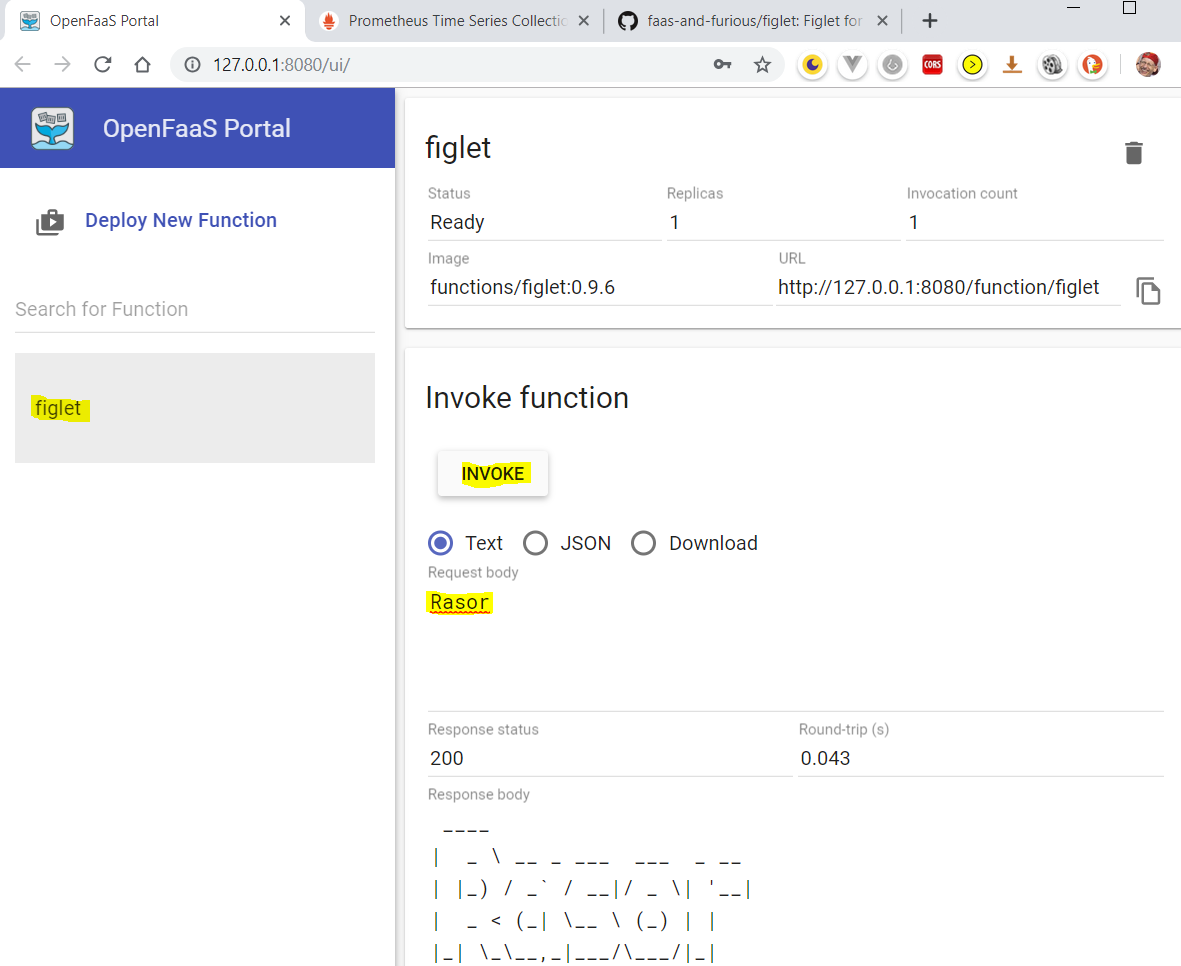 OpenFaaS Portal
Prometheus Time Series Collectio
faas-and-furious/figlet: Figlet for
127.0.0.1:8080/ui/
CORS
OpenFaaS Portal
Deploy New Function
Search for Function
figlet
figlet
Status Replicas Invocation count
Ready 1 1
Image URL
functions/figlet:0.9.6 http://127.0.0.1:8080/function/figlet
Invoke function
INVOKE
Text JSON Download
Request body
Rasor
Response status Round-trip (s)
200 0.043
Response body
 ____
|  _ \ __ _ ___  ___  _ __
| |_) / _` / __|/ _ \| '__|
|  _ < (_| \__ \ (_) | |
|_| \_\__,_|___/\___/|_|